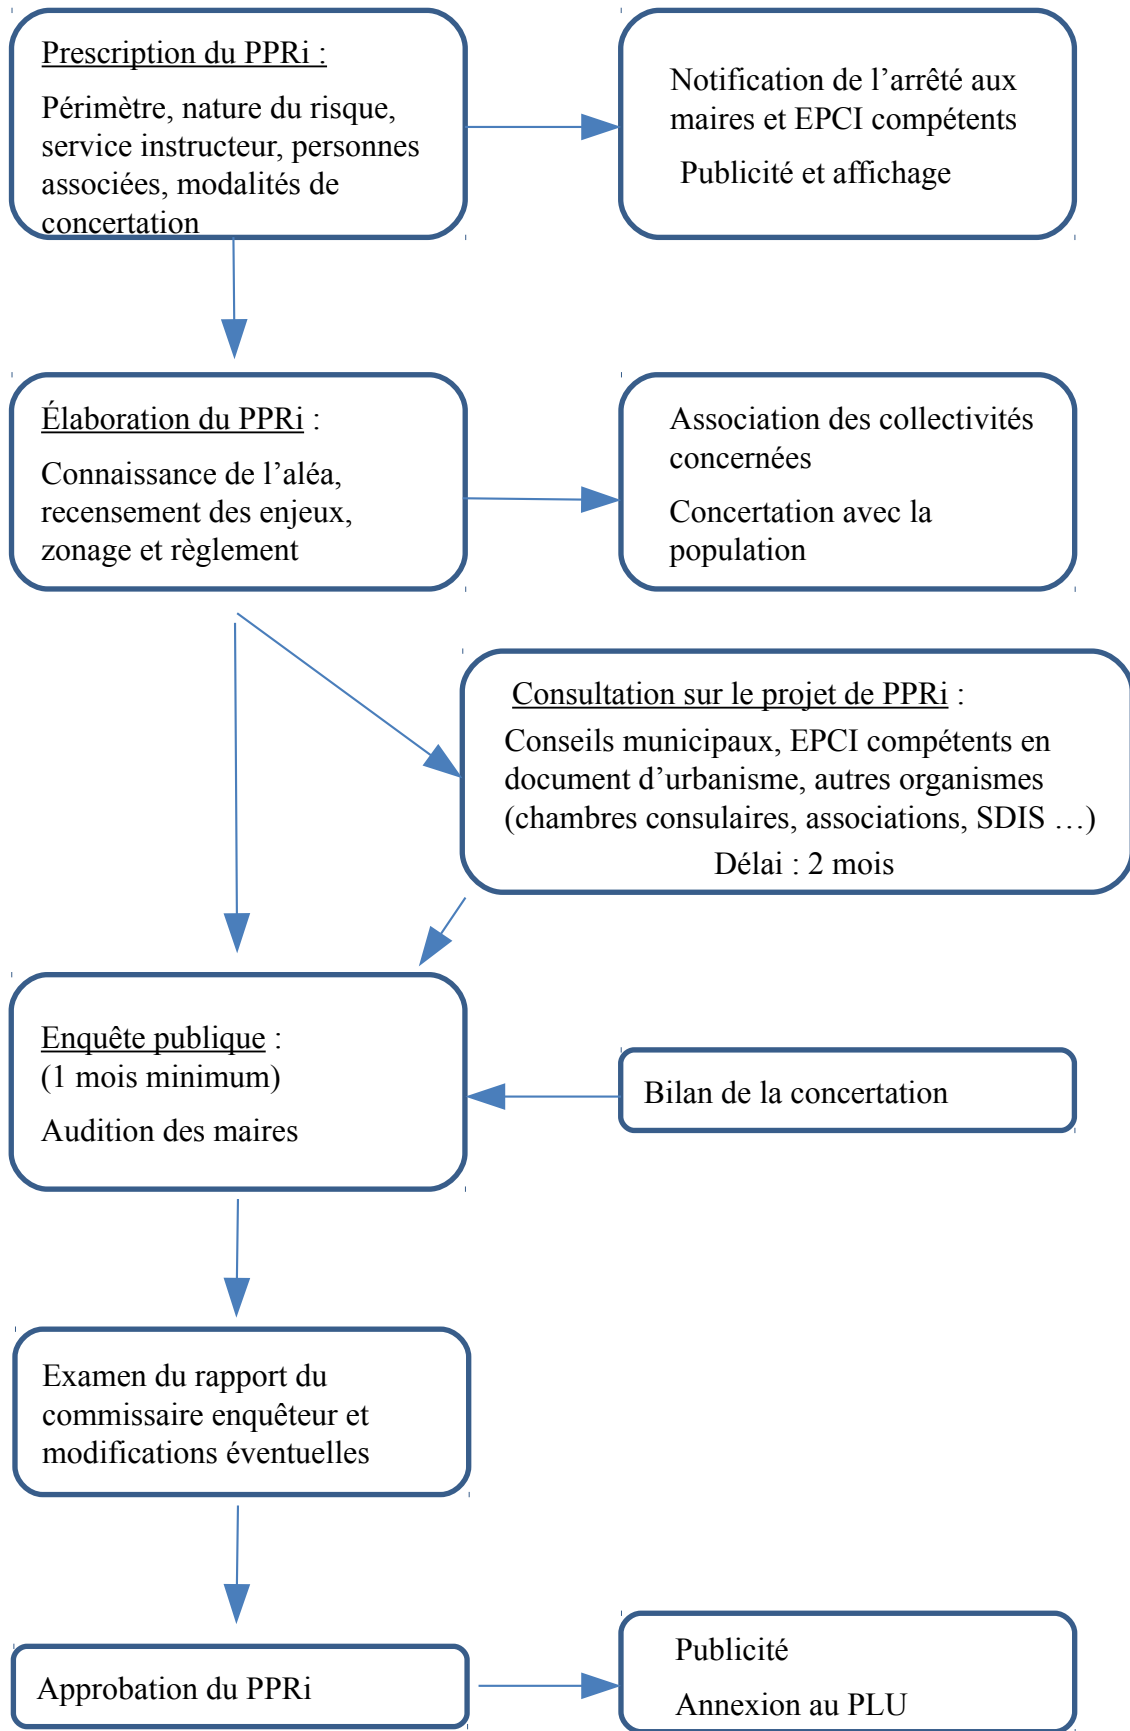 Prescription du PPRi :
Périmètre, nature du risque,
service instructeur, personnes
associées, modalités de
concertation
Notification de l’arrêté aux
maires et EPCI compétents
Publicité et affichage
Élaboration du PPRi :
Connaissance de l’aléa,
recensement des enjeux,
zonage et règlement
Association des collectivités
concernées
Concertation avec la
population
Consultation sur le projet de PPRi :
Conseils municipaux, EPCI compétents en
document d’urbanisme, autres organismes
(chambres consulaires, associations, SDIS …)
Délai : 2 mois
Enquête publique :
(1 mois minimum)
Audition des maires
Bilan de la concertation
Examen du rapport du
commissaire enquêteur et
modifications éventuelles
Approbation du PPRi
Publicité
Annexion au PLU